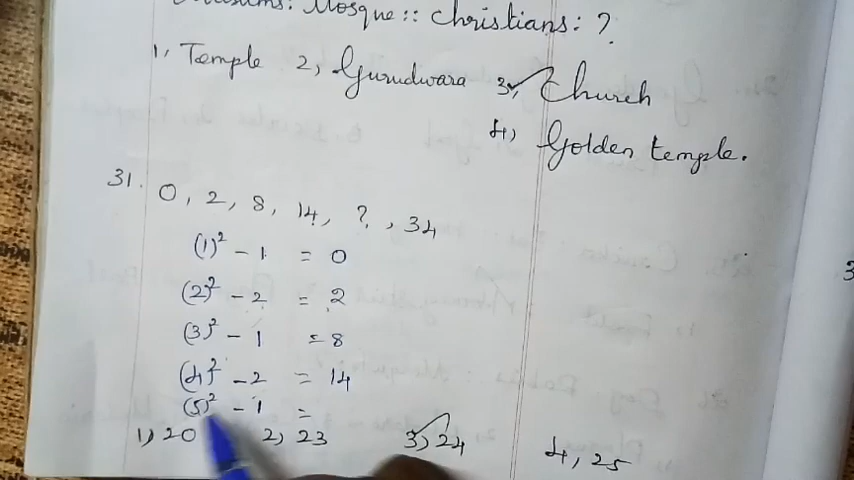 Mosque :: Christians : ?
1, Temple 2, Gurudwara 3, Church
4, Golden temple.
31. 0, 2, 8, 14, ?, 34
(1)² - 1 = 0
(2)² - 2 = 2
(3)² - 1 = 8
(4)² - 2 = 14
(5)² - 1 =
1) 20 2) 23 3, 24 4, 25
3